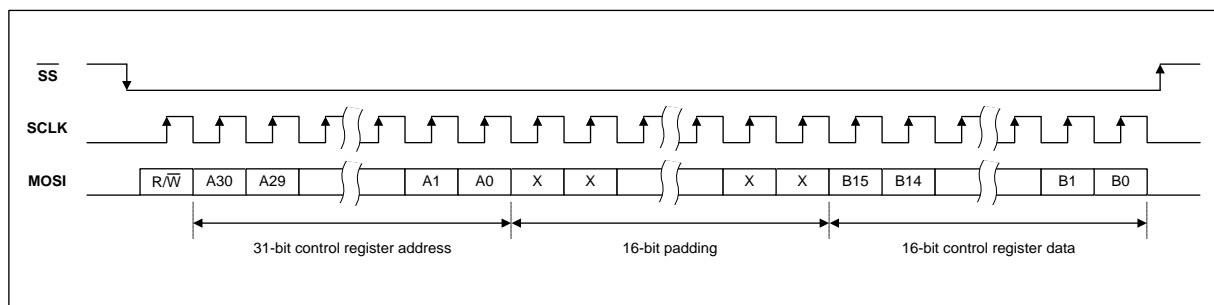 SS
SCLK
MOSI R/W A30 A29 A1 A0 X X X X B15 B14 B1 B0
31-bit control register address 16-bit padding 16-bit control register data